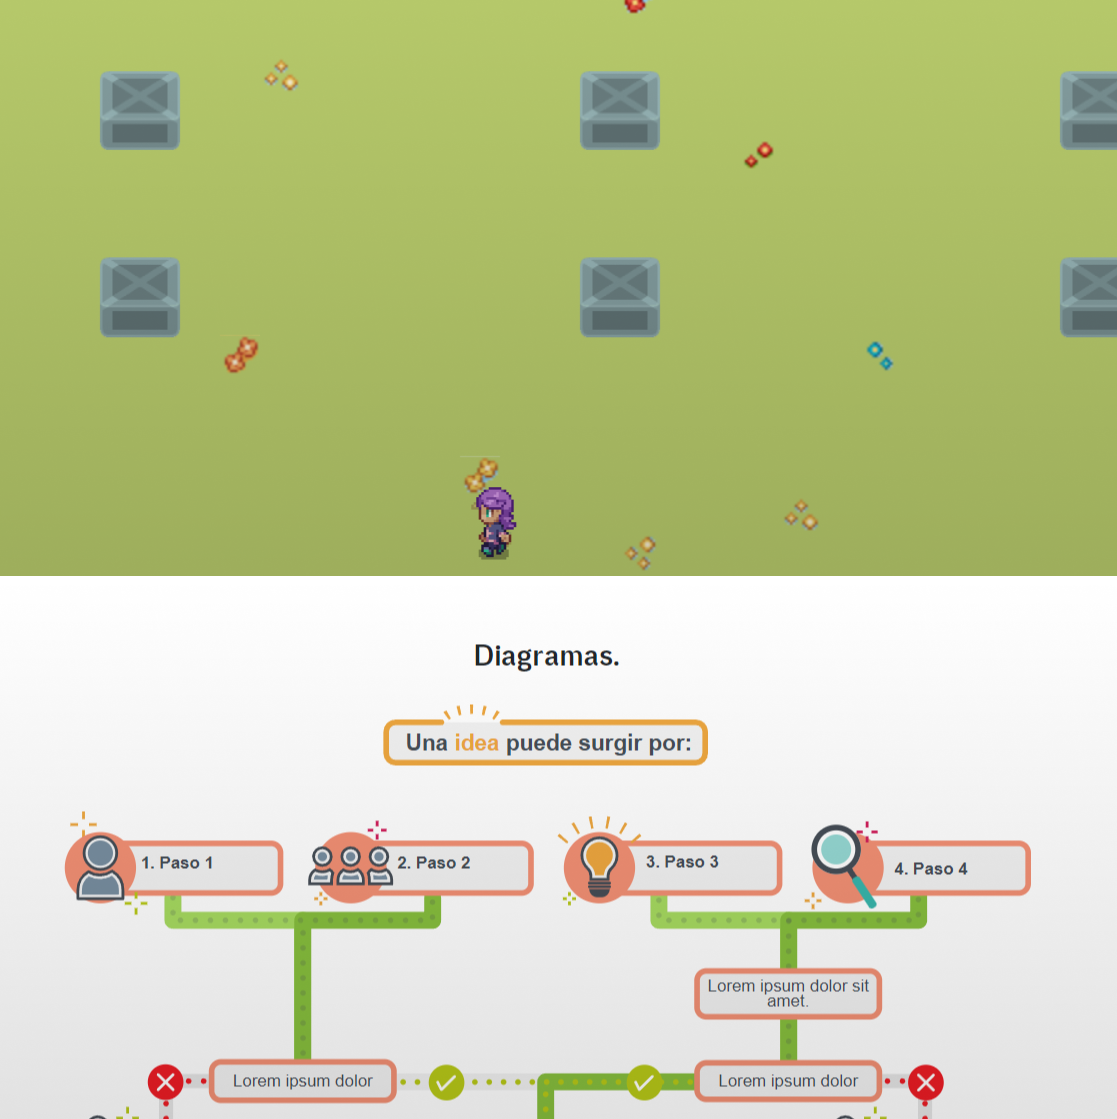 Diagramas.
Una idea puede surgir por:
1. Paso 1
2. Paso 2
3. Paso 3
4. Paso 4
Lorem ipsum dolor sit
amet.
Lorem ipsum dolor
Lorem ipsum dolor